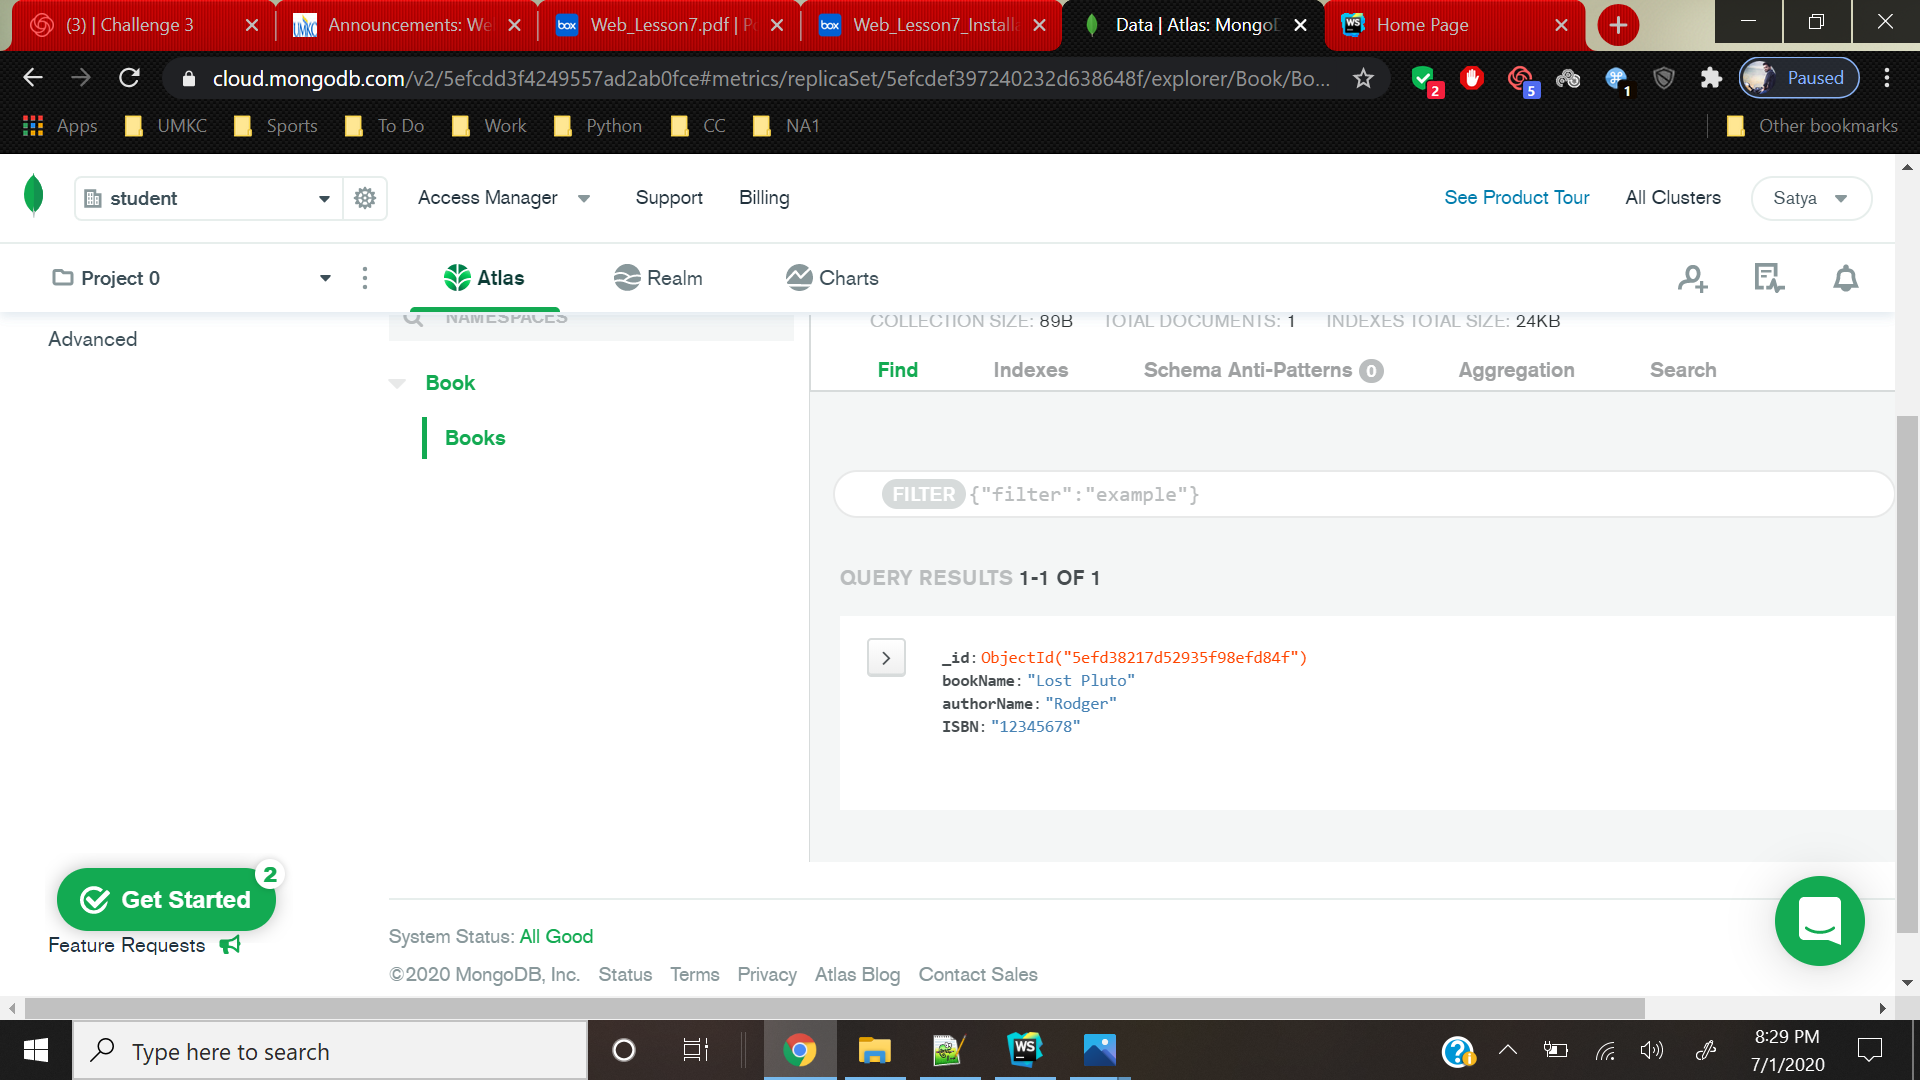 (3) | Challenge 3
Announcements: We
Web_Lesson7.pdf | P
Web_Lesson7_Install
Data | Atlas: MongoD
Home Page
cloud.mongodb.com/v2/5efcdd3f4249557ad2ab0fce#metrics/replicaSet/5efcdef397240232d638648f/explorer/Book/Bo...
2
5
1
Paused
Apps
UMKC
Sports
To Do
Work
Python
CC
NA1
Other bookmarks
student
Access Manager
Support
Billing
See Product Tour
All Clusters
Satya
Project 0
Atlas
Realm
Charts
Advanced
NAMESPACES
COLLECTION SIZE: 89B
TOTAL DOCUMENTS: 1
INDEXES TOTAL SIZE: 24KB
Find
Indexes
Schema Anti-Patterns 0
Aggregation
Search
Book
Books
FILTER {"filter":"example"}
QUERY RESULTS 1-1 OF 1
_id: ObjectId("5efd38217d52935f98efd84f")
bookName: "Lost Pluto"
authorName: "Rodger"
ISBN: "12345678"
Get Started
2
Feature Requests
System Status: All Good
©2020 MongoDB, Inc.
Status
Terms
Privacy
Atlas Blog
Contact Sales
Type here to search
WS
8:29 PM
7/1/2020